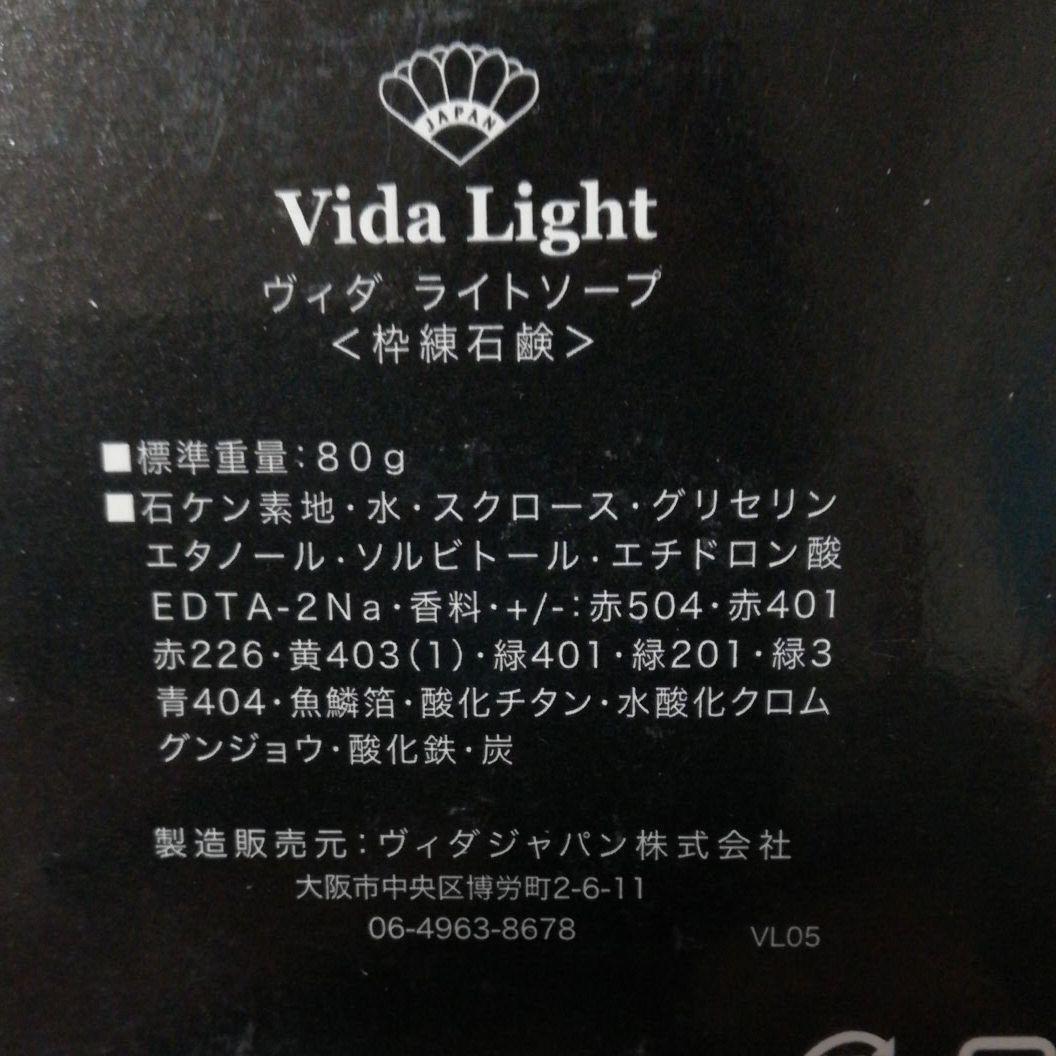 JAPAN
Vida Light
ヴィダ ライトソープ
＜枠練石鹸＞
■標準重量：80g
■石ケン素地・水・スクロース・グリセリン
エタノール・ソルビトール・エチドロン酸
EDTA-2Na・香料・+/-：赤504・赤401
赤226・黄403(1)・緑401・緑201・緑3
青404・魚鱗箔・酸化チタン・水酸化クロム
グンジョウ・酸化鉄・炭
製造販売元：ヴィダジャパン株式会社
大阪市中央区博労町2-6-11
06-4963-8678
VL05